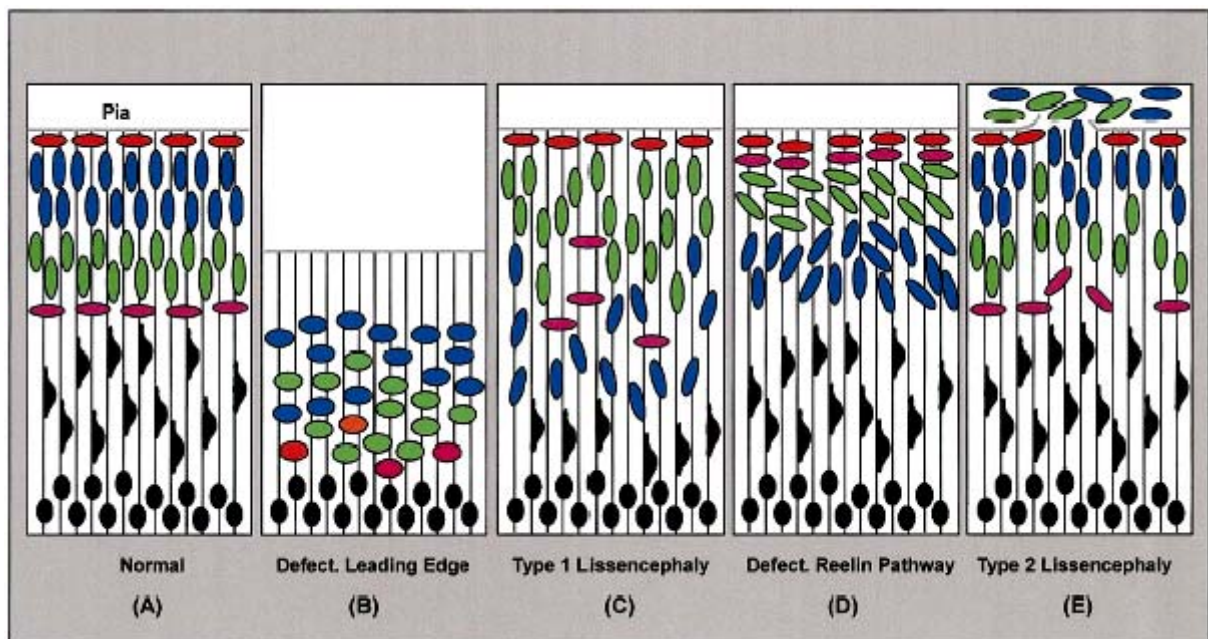 Pia
Normal
Defect. Leading Edge
Type 1 Lissencephaly
Defect. Reelin Pathway
Type 2 Lissencephaly
(A)
(B)
(C)
(D)
(E)